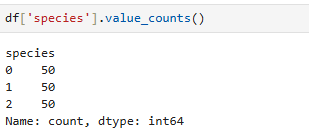 df['species'].value_counts()
species
0    50
1    50
2    50
Name: count, dtype: int64